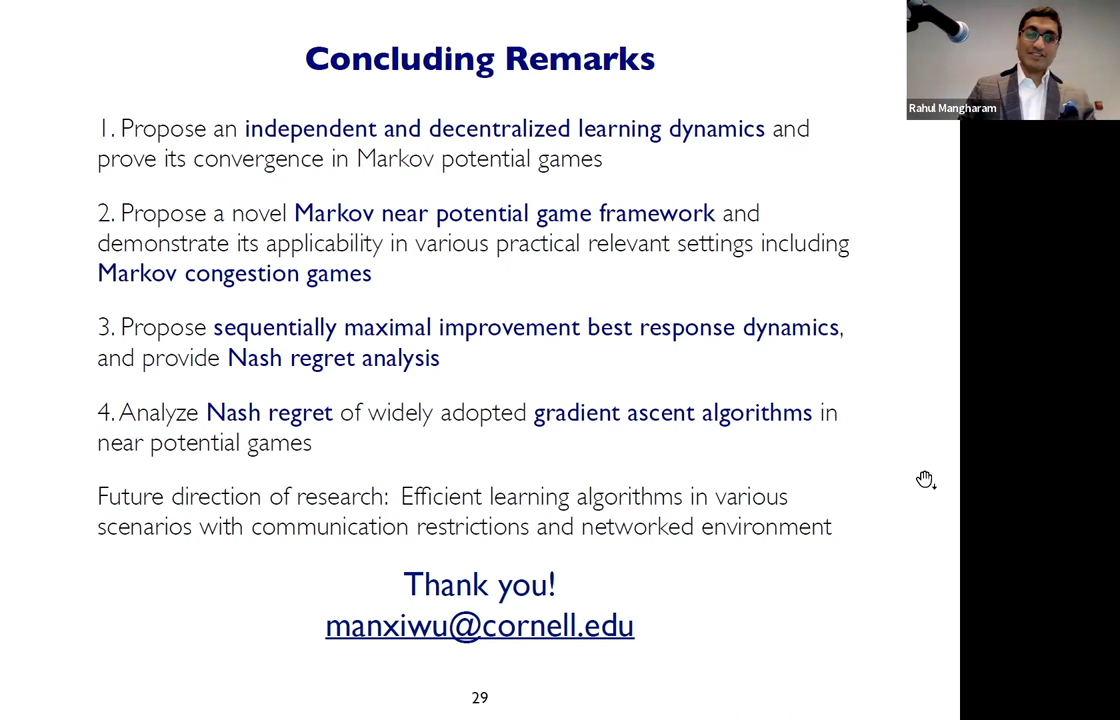 Concluding Remarks
Rahul Mangharam
1. Propose an independent and decentralized learning dynamics and
prove its convergence in Markov potential games
2. Propose a novel Markov near potential game framework and
demonstrate its applicability in various practical relevant settings including
Markov congestion games
3. Propose sequentially maximal improvement best response dynamics,
and provide Nash regret analysis
4. Analyze Nash regret of widely adopted gradient ascent algorithms in
near potential games
Future direction of research: Efficient learning algorithms in various
scenarios with communication restrictions and networked environment
Thank you!
manxiwu@cornell.edu
29